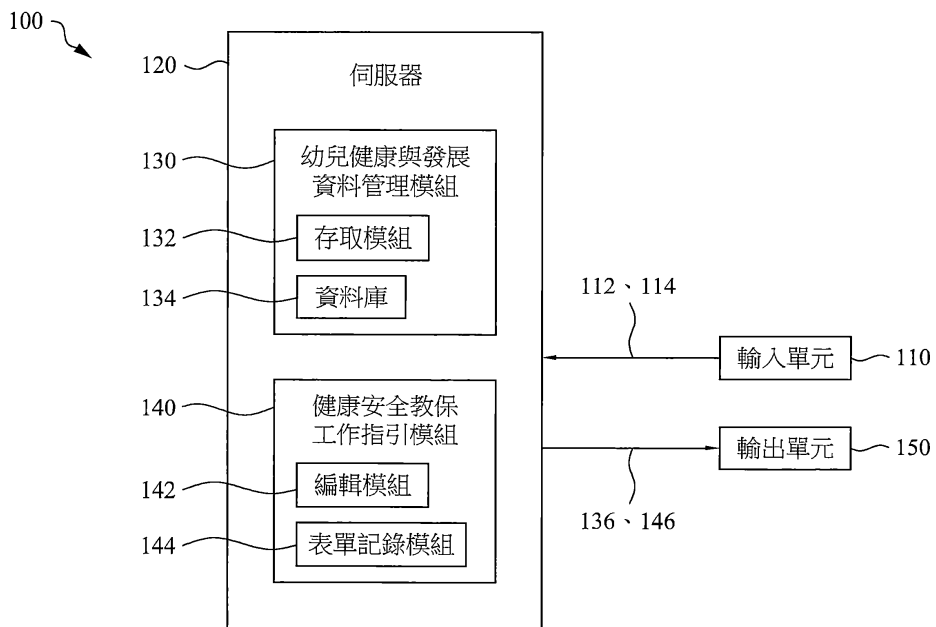 100
120
伺服器
130
幼兒健康與發展
資料管理模組
132
存取模組
134
資料庫
112、114
輸入單元
110
140
健康安全教保
工作指引模組
輸出單元
150
142
編輯模組
136、146
144
表單記錄模組